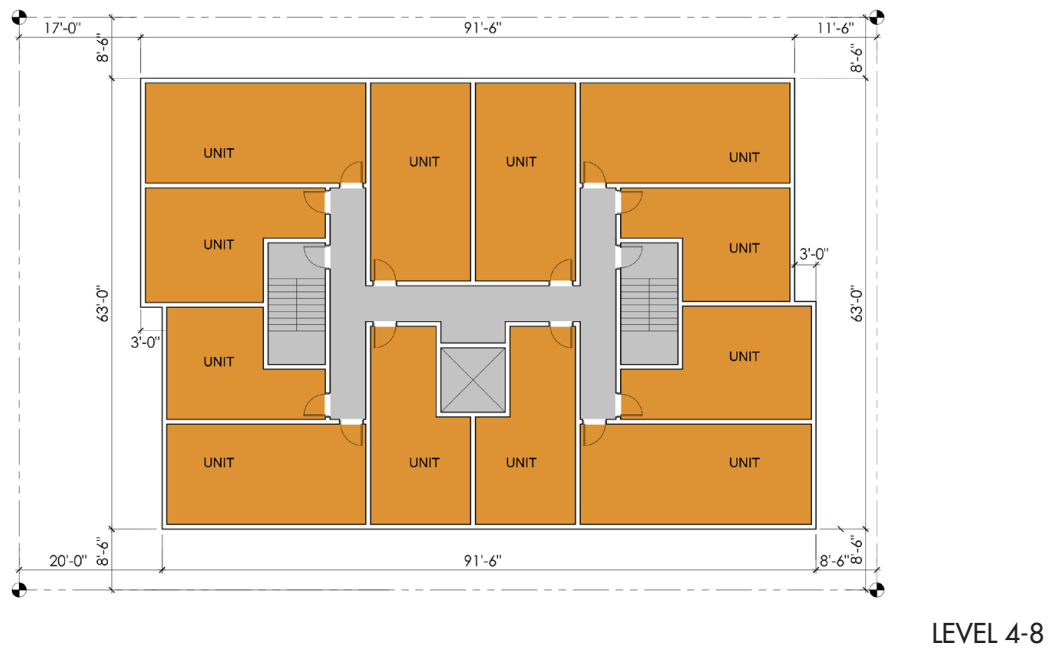 17'-0" 91'-6" 11'-6"
8'-6" 8'-6"
UNIT UNIT UNIT UNIT
UNIT UNIT
3'-0"
63'-0" 63'-0"
3'-0"
UNIT UNIT
UNIT UNIT UNIT UNIT
8'-6" 8'-6"
20'-0" 91'-6" 8'-6"
LEVEL 4-8